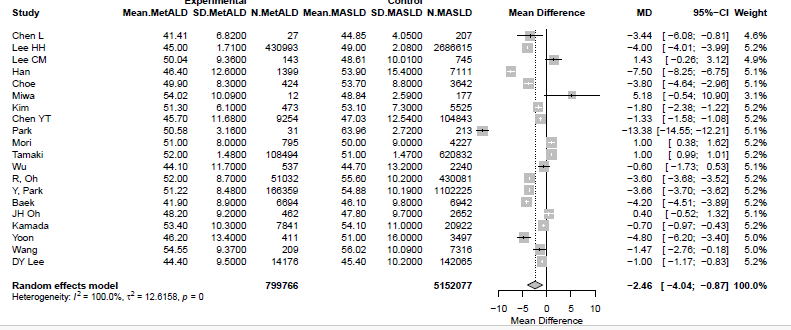 Experimental Control
Study Mean.MetALD SD.MetALD N.MetALD Mean.MASLD SD.MASLD N.MASLD Mean Difference MD 95%-CI Weight
Chen L 41.41 6.8200 27 44.85 4.0500 207 −3.44 [−6.08; −0.81] 4.6%
Lee HH 45.00 1.7100 430993 49.00 2.0800 2686615 −4.00 [−4.01; −3.99] 5.2%
Lee CM 50.04 9.3600 143 48.61 10.0100 745 1.43 [−0.26; 3.12] 4.9%
Han 46.40 12.6000 1399 53.90 15.4000 7111 −7.50 [−8.25; −6.75] 5.1%
Choe 49.90 8.3000 424 53.70 8.8000 3642 −3.80 [−4.64; −2.96] 5.1%
Miwa 54.02 10.0900 12 48.84 2.5900 177 5.18 [−0.54; 10.90] 3.1%
Kim 51.30 6.1000 473 53.10 7.3000 5525 −1.80 [−2.38; −1.22] 5.2%
Chen YT 45.70 11.6800 9254 47.03 12.5400 104843 −1.33 [−1.58; −1.08] 5.2%
Park 50.58 3.1600 31 63.96 2.7200 213 −13.38 [−14.55; −12.21] 5.1%
Mori 51.00 8.0000 795 50.00 9.0000 4227 1.00 [0.38; 1.62] 5.2%
Tamaki 52.00 1.4800 108494 51.00 1.4700 620832 1.00 [0.99; 1.01] 5.2%
Wu 44.10 11.7000 537 44.70 13.2000 2240 −0.60 [−1.73; 0.53] 5.1%
R, Oh 52.00 8.7000 51032 55.60 10.2000 430081 −3.60 [−3.68; −3.52] 5.2%
Y, Park 51.22 8.4800 166359 54.88 10.1900 1102225 −3.66 [−3.70; −3.62] 5.2%
Baek 41.90 8.9000 6694 46.10 9.8000 6942 −4.20 [−4.51; −3.89] 5.2%
JH Oh 48.20 9.2000 462 47.80 9.7000 2652 0.40 [−0.52; 1.32] 5.1%
Kamada 53.40 10.3000 7841 54.10 11.0000 20922 −0.70 [−0.97; −0.43] 5.2%
Yoon 46.20 13.4000 411 51.00 16.0000 3497 −4.80 [−6.20; −3.40] 5.0%
Wang 54.55 9.3700 209 56.02 10.0900 7316 −1.47 [−2.76; −0.18] 5.0%
DY Lee 44.40 9.5000 14176 45.40 10.2000 142065 −1.00 [−1.17; −0.83] 5.2%
Random effects model 799766 5152077 −2.46 [−4.04; −0.87] 100.0%
Heterogeneity: I² = 100.0%, τ² = 12.6158, p = 0
−10 −5 0 5 10
Mean Difference